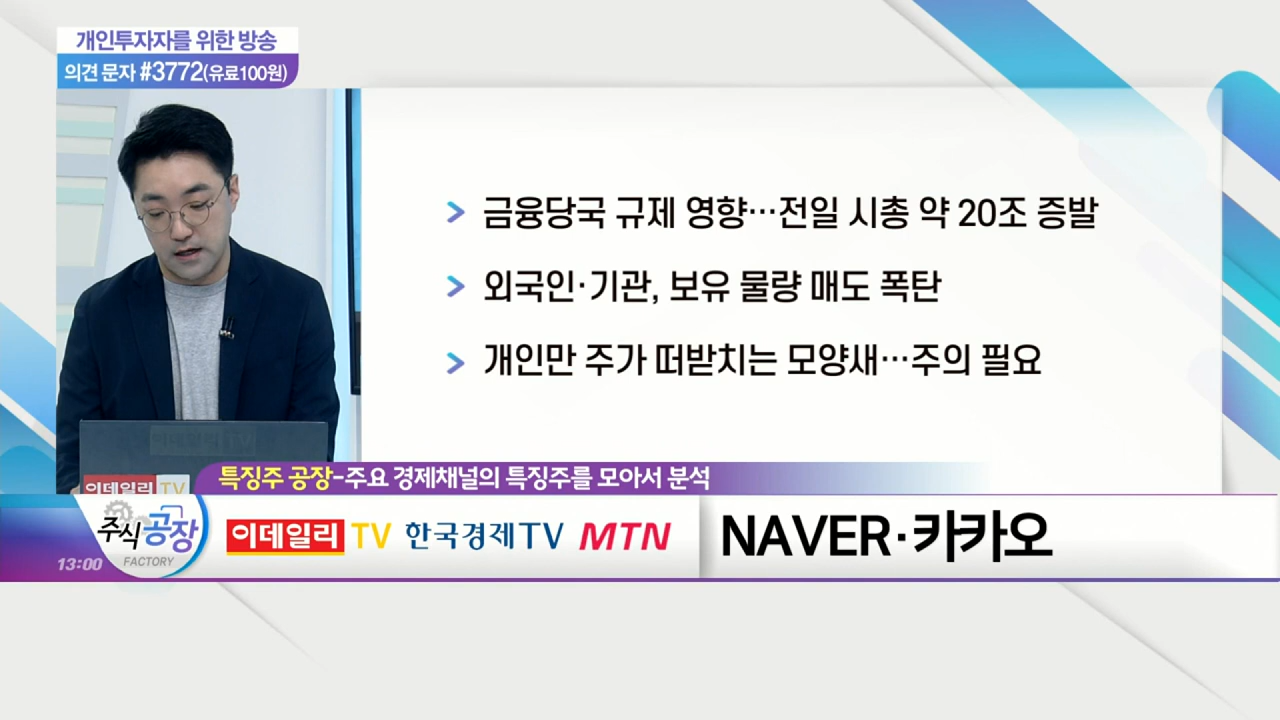 개인투자자를 위한 방송
의견 문자 #3772(유료100원)
금융당국 규제 영향…전일 시총 약 20조 증발
외국인·기관, 보유 물량 매도 폭탄
개인만 주가 떠받치는 모양새…주의 필요
이데일리 TV
특징주 공장-주요 경제채널의 특징주를 모아서 분석
주식공장
FACTORY
13:00
이데일리 TV 한국경제TV MTN
NAVER·카카오